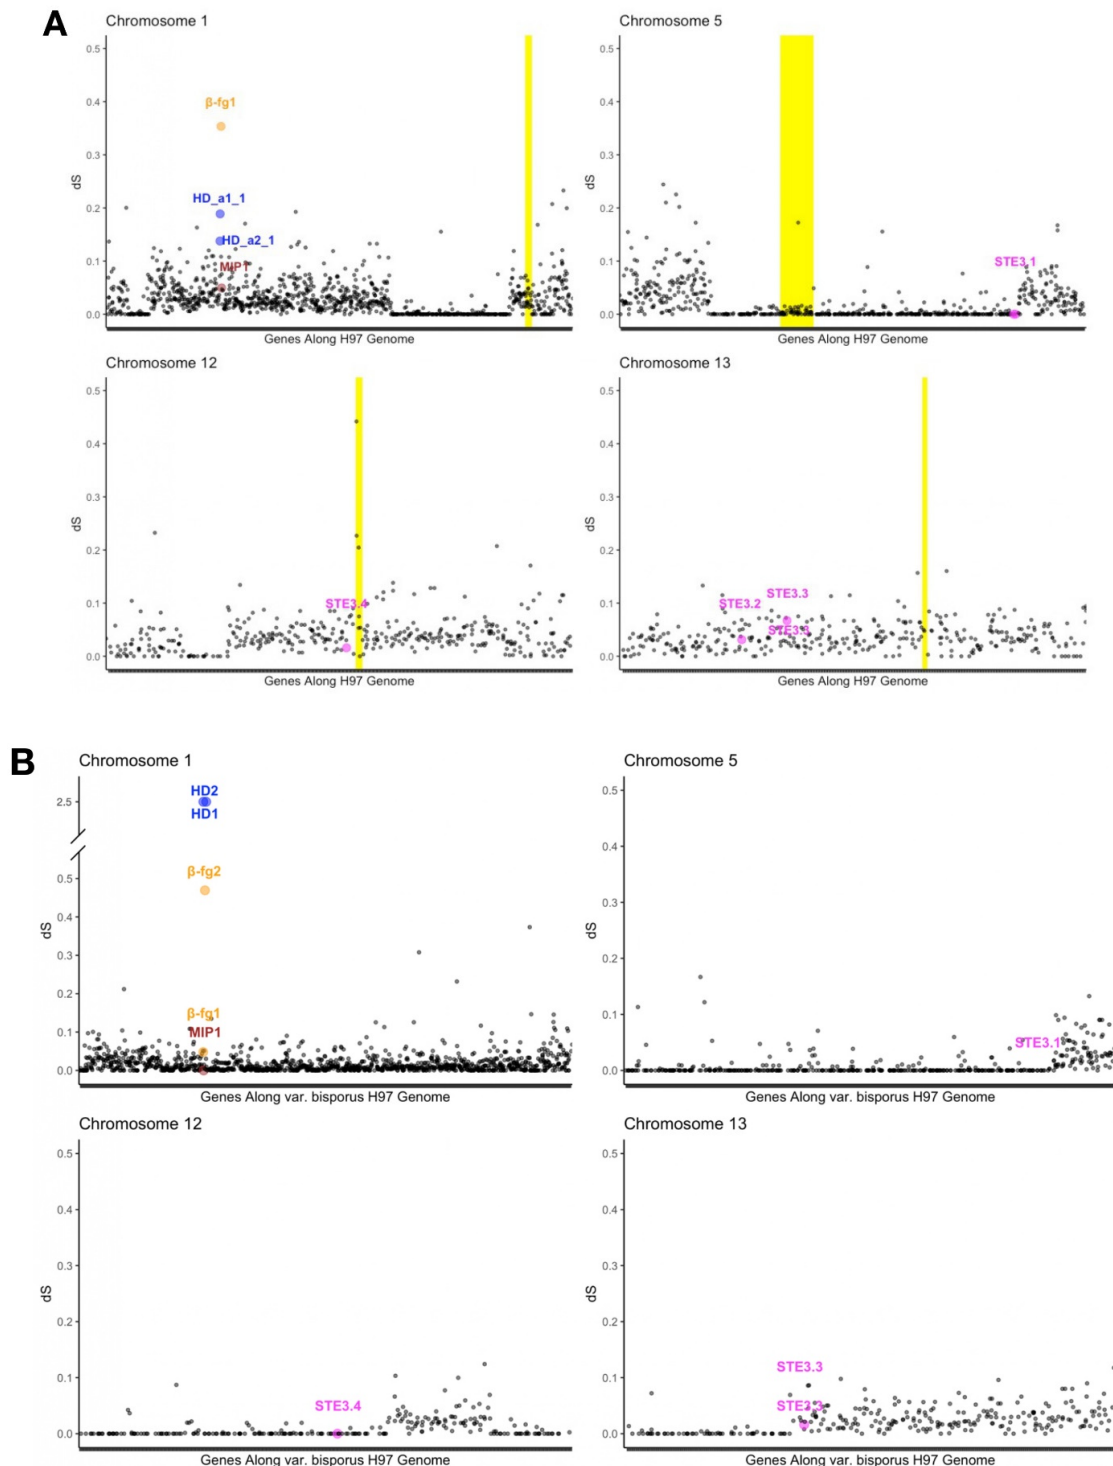 A
Chromosome 1
0.5
0.4
0.3
0.2
0.1
0.0
dS
β-fg1
HD_a1_1
HD_a2_1
MIP1
Genes Along H97 Genome
Chromosome 5
0.5
0.4
0.3
0.2
0.1
0.0
dS
STE3.1
Genes Along H97 Genome
Chromosome 12
0.5
0.4
0.3
0.2
0.1
0.0
dS
STE3.4
Genes Along H97 Genome
Chromosome 13
0.5
0.4
0.3
0.2
0.1
0.0
dS
STE3.3
STE3.2
STE3.3
Genes Along H97 Genome
B
Chromosome 1
2.5
0.5
0.4
0.3
0.2
0.1
0.0
dS
HD2
HD1
β-fg2
β-fg1
MIP1
Genes Along var. bisporus H97 Genome
Chromosome 5
0.5
0.4
0.3
0.2
0.1
0.0
dS
STE3.1
Genes Along var. bisporus H97 Genome
Chromosome 12
0.5
0.4
0.3
0.2
0.1
0.0
dS
STE3.4
Genes Along var. bisporus H97 Genome
Chromosome 13
0.5
0.4
0.3
0.2
0.1
0.0
dS
STE3.3
STE3.3
Genes Along var. bisporus H97 Genome